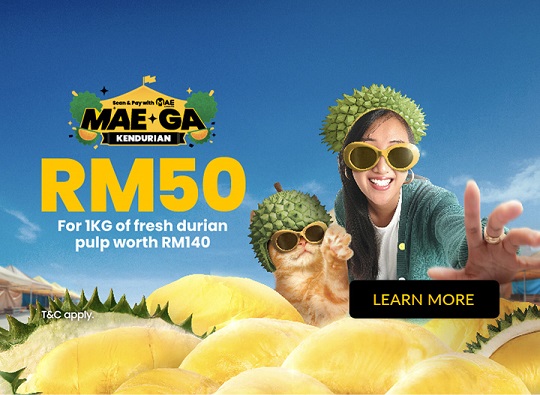 Scan & Pay with MAE
MAE GA
KENDURIAN
RM50
For 1KG of fresh durian
pulp worth RM140
LEARN MORE
T&C apply.